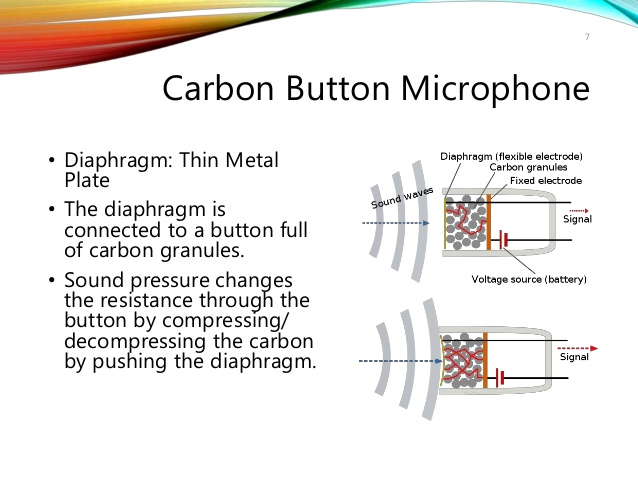 7
Carbon Button Microphone
• Diaphragm: Thin Metal
Plate
• The diaphragm is
connected to a button full
of carbon granules.
• Sound pressure changes
the resistance through the
button by compressing/
decompressing the carbon
by pushing the diaphragm.
Diaphragm (flexible electrode)
Carbon granules
Fixed electrode
Sound Waves
Signal
Voltage source (battery)
Signal